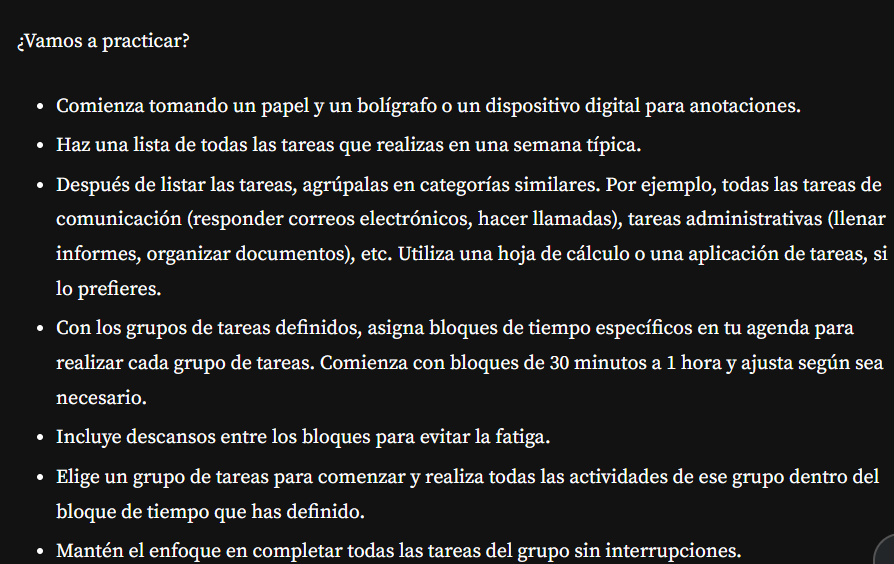 ¿Vamos a practicar?
• Comienza tomando un papel y un bolígrafo o un dispositivo digital para anotaciones.
• Haz una lista de todas las tareas que realizas en una semana típica.
• Después de listar las tareas, agrúpalas en categorías similares. Por ejemplo, todas las tareas de
comunicación (responder correos electrónicos, hacer llamadas), tareas administrativas (llenar
informes, organizar documentos), etc. Utiliza una hoja de cálculo o una aplicación de tareas, si
lo prefieres.
• Con los grupos de tareas definidos, asigna bloques de tiempo específicos en tu agenda para
realizar cada grupo de tareas. Comienza con bloques de 30 minutos a 1 hora y ajusta según sea
necesario.
• Incluye descansos entre los bloques para evitar la fatiga.
• Elige un grupo de tareas para comenzar y realiza todas las actividades de ese grupo dentro del
bloque de tiempo que has definido.
• Mantén el enfoque en completar todas las tareas del grupo sin interrupciones.